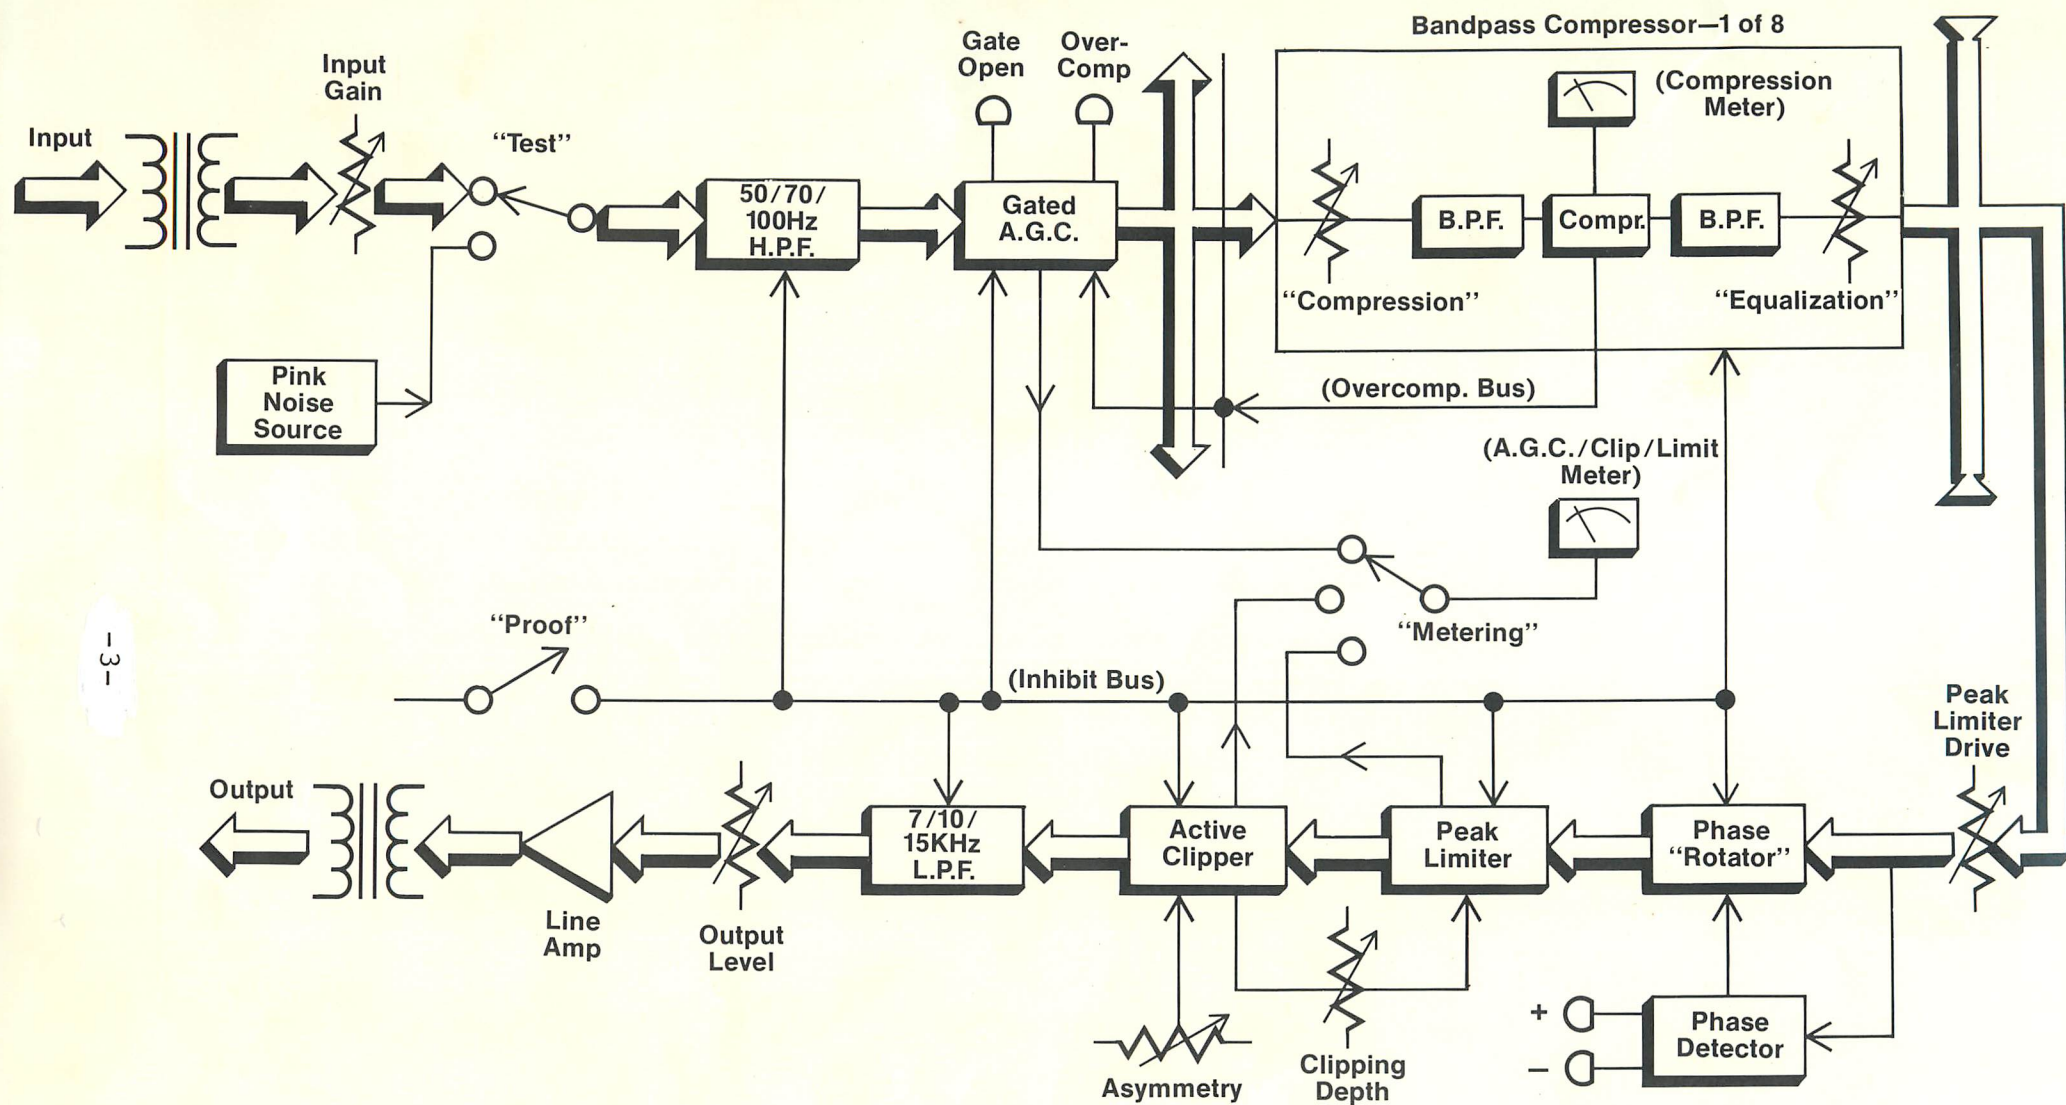 Bandpass Compressor—1 of 8
Input
Gain
Gate
Open
Over-
Comp
(Compression
Meter)
Input
“Test”
50/70/
100Hz
H.P.F.
Gated
A.G.C.
B.P.F.
Compr.
B.P.F.
“Compression”
“Equalization”
Pink
Noise
Source
(Overcomp. Bus)
(A.G.C./Clip/Limit
Meter)
“Proof”
“Metering”
-3-
(Inhibit Bus)
Peak
Limiter
Drive
Output
7/10/
15KHz
L.P.F.
Active
Clipper
Peak
Limiter
Phase
“Rotator”
Line
Amp
Output
Level
+
−
Phase
Detector
Asymmetry
Clipping
Depth